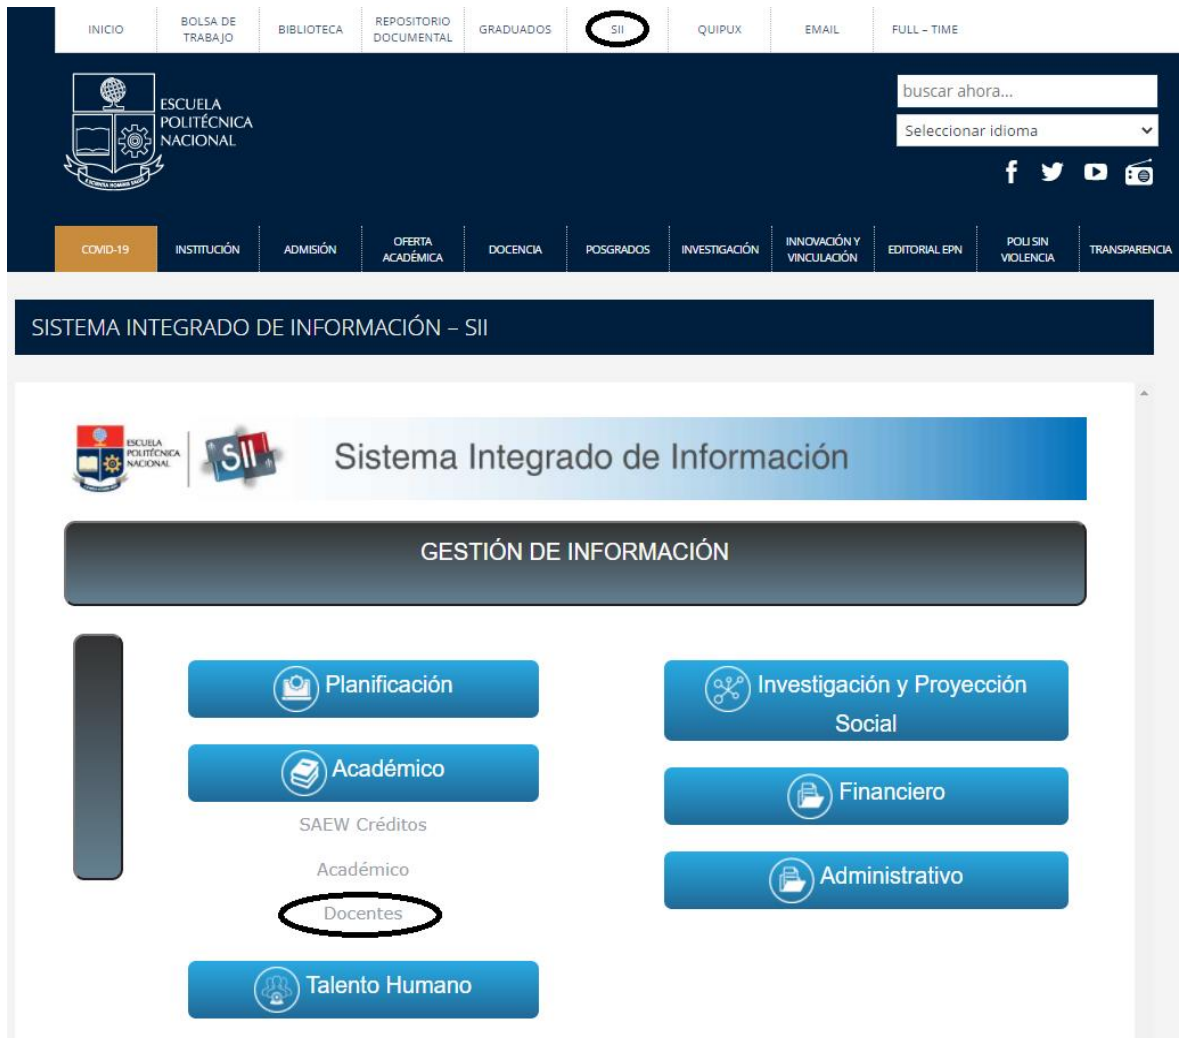 INICIO
BOLSA DE
TRABAJO
BIBLIOTECA
REPOSITORIO
DOCUMENTAL
GRADUADOS
SII
QUIPUX
EMAIL
FULL – TIME
ESCUELA
POLITÉCNICA
NACIONAL
buscar ahora...
Seleccionar idioma
COVID-19
INSTITUCIÓN
ADMISIÓN
OFERTA
ACADÉMICA
DOCENCIA
POSGRADOS
INVESTIGACIÓN
INNOVACIÓN Y
VINCULACIÓN
EDITORIAL EPN
POLI SIN
VIOLENCIA
TRANSPARENCIA
SISTEMA INTEGRADO DE INFORMACIÓN – SII
ESCUELA
POLITÉCNICA
NACIONAL
SII
Sistema Integrado de Información
GESTIÓN DE INFORMACIÓN
Planificación
Académico
SAEW Créditos
Académico
Docentes
Talento Humano
Investigación y Proyección
Social
Financiero
Administrativo